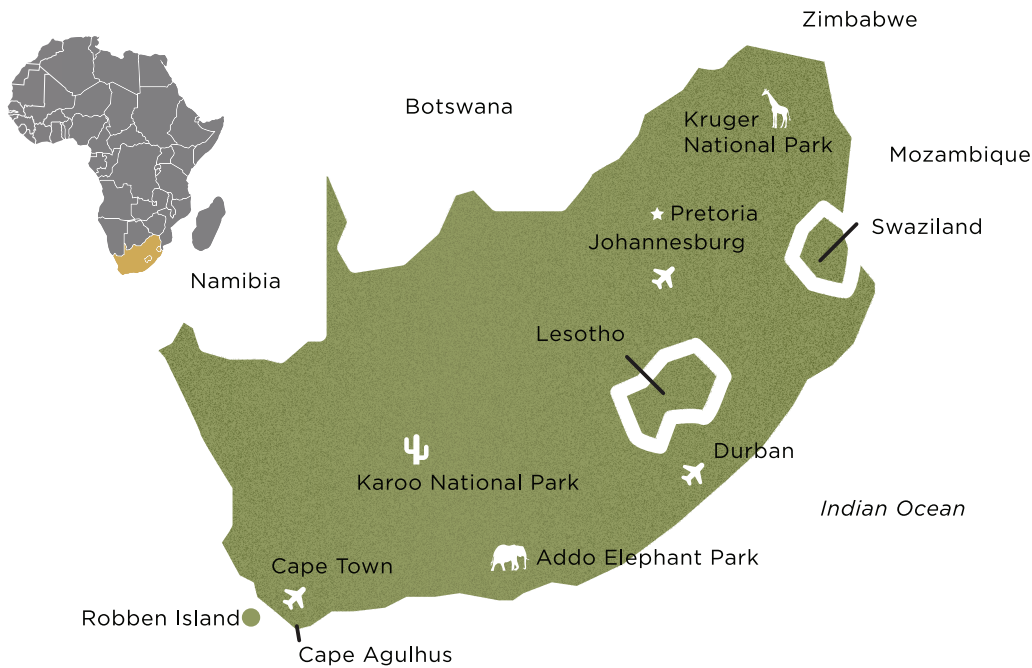 Zimbabwe
Botswana
Kruger
National Park
Mozambique
Pretoria
Swaziland
Johannesburg
Namibia
Lesotho
Durban
Karoo National Park
Indian Ocean
Addo Elephant Park
Cape Town
Robben Island
Cape Agulhus